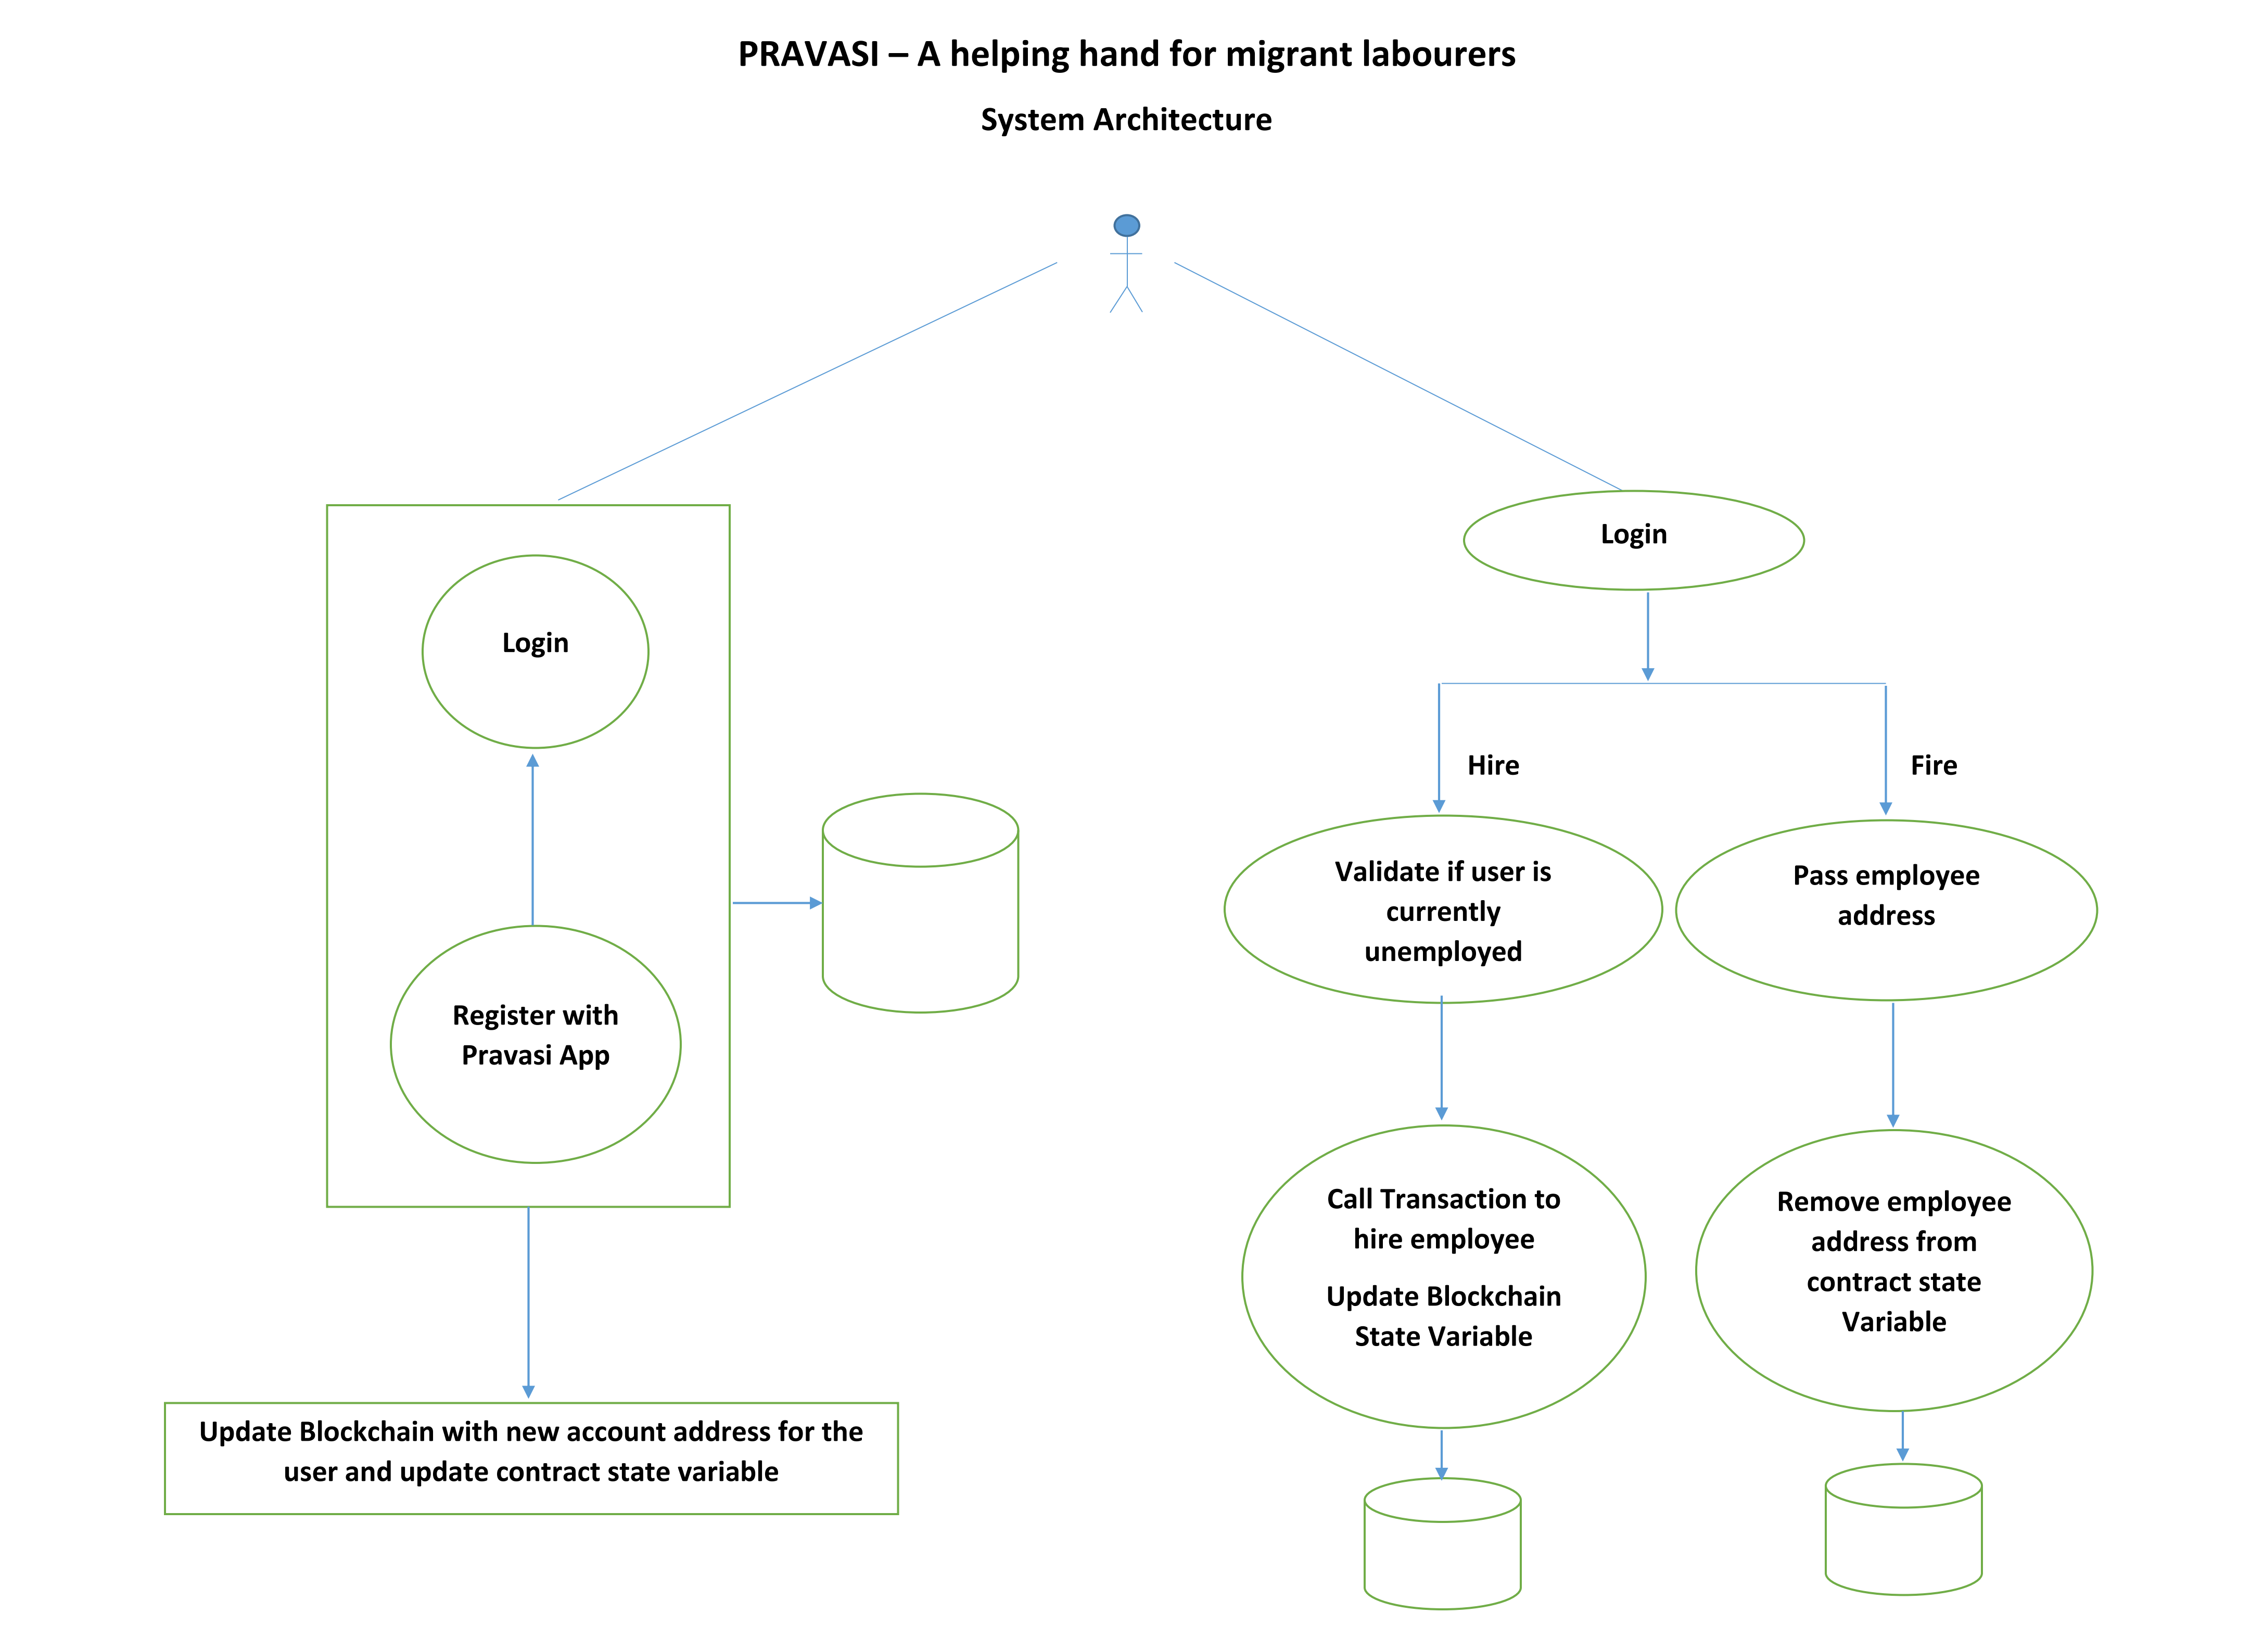 PRAVASI – A helping hand for migrant labourers
System Architecture
Login
Register with
Pravasi App
Update Blockchain with new account address for the
user and update contract state variable
Login
Hire
Fire
Validate if user is
currently
unemployed
Pass employee
address
Call Transaction to
hire employee
Update Blockchain
State Variable
Remove employee
address from
contract state
Variable